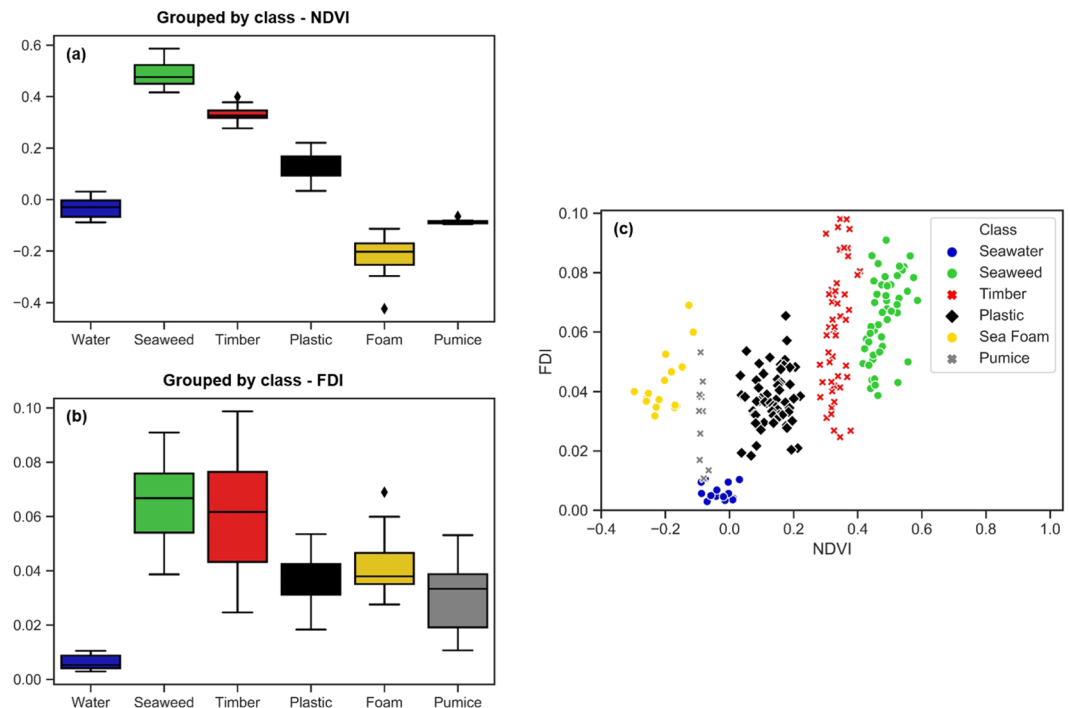 Grouped by class - NDVI
(a)
0.6
0.4
0.2
0.0
−0.2
−0.4
Water Seaweed Timber Plastic Foam Pumice
Grouped by class - FDI
(b)
0.10
0.08
0.06
0.04
0.02
0.00
Water Seaweed Timber Plastic Foam Pumice
(c)
0.10
0.08
0.06
0.04
0.02
0.00
FDI
−0.4 −0.2 0.0 0.2 0.4 0.6 0.8 1.0
NDVI
Class
Seawater
Seaweed
Timber
Plastic
Sea Foam
Pumice